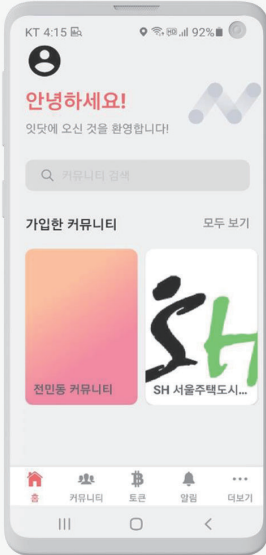 KT 4:15 92%
안녕하세요!
잇닷에 오신 것을 환영합니다!
커뮤니티 검색
가입한 커뮤니티 모두 보기
SH
전민동 커뮤니티 SH 서울주택도시...
홈 커뮤니티 토큰 알림 더보기